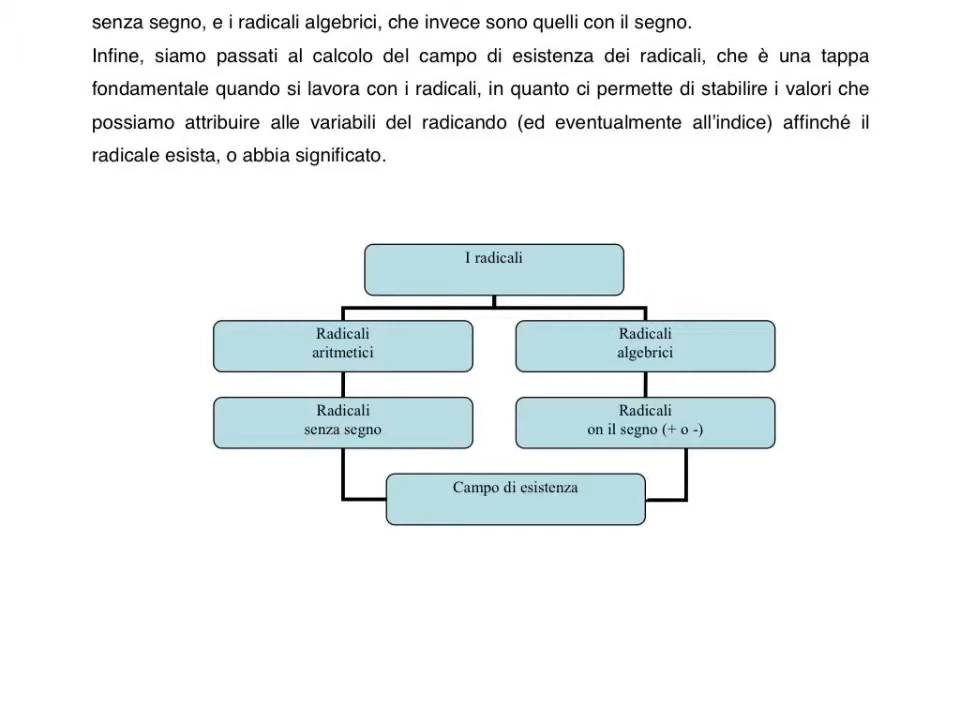 senza segno, e i radicali algebrici, che invece sono quelli con il segno.
Infine, siamo passati al calcolo del campo di esistenza dei radicali, che è una tappa
fondamentale quando si lavora con i radicali, in quanto ci permette di stabilire i valori che
possiamo attribuire alle variabili del radicando (ed eventualmente all'indice) affinché il
radicale esista, o abbia significato.
I radicali
Radicali
aritmetici
Radicali
algebrici
Radicali
senza segno
Radicali
on il segno (+ o -)
Campo di esistenza